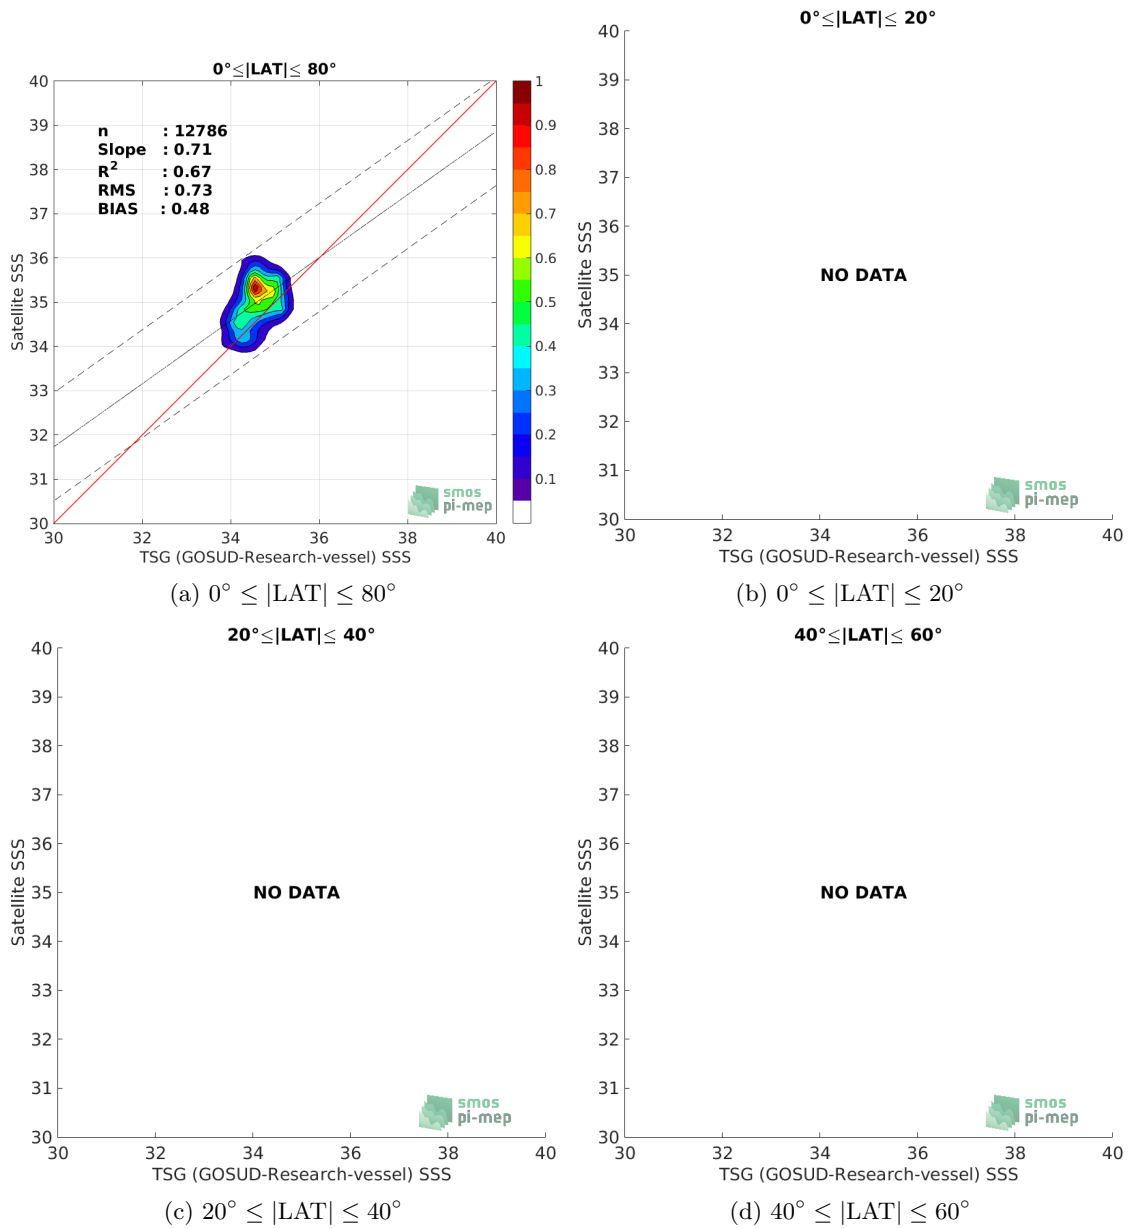 0°≤|LAT|≤ 80°
40
39
38
37
36
35
34
33
32
31
30
Satellite SSS
n : 12786
Slope : 0.71
R2 : 0.67
RMS : 0.73
BIAS : 0.48
smos
pi-mep
30 32 34 36 38 40
TSG (GOSUD-Research-vessel) SSS
1
0.9
0.8
0.7
0.6
0.5
0.4
0.3
0.2
0.1
(a) 0° ≤ |LAT| ≤ 80°
0°≤|LAT|≤ 20°
40
39
38
37
36
35
34
33
32
31
30
Satellite SSS
NO DATA
smos
pi-mep
30 32 34 36 38 40
TSG (GOSUD-Research-vessel) SSS
(b) 0° ≤ |LAT| ≤ 20°
20°≤|LAT|≤ 40°
40
39
38
37
36
35
34
33
32
31
30
Satellite SSS
NO DATA
smos
pi-mep
30 32 34 36 38 40
TSG (GOSUD-Research-vessel) SSS
(c) 20° ≤ |LAT| ≤ 40°
40°≤|LAT|≤ 60°
40
39
38
37
36
35
34
33
32
31
30
Satellite SSS
NO DATA
smos
pi-mep
30 32 34 36 38 40
TSG (GOSUD-Research-vessel) SSS
(d) 40° ≤ |LAT| ≤ 60°